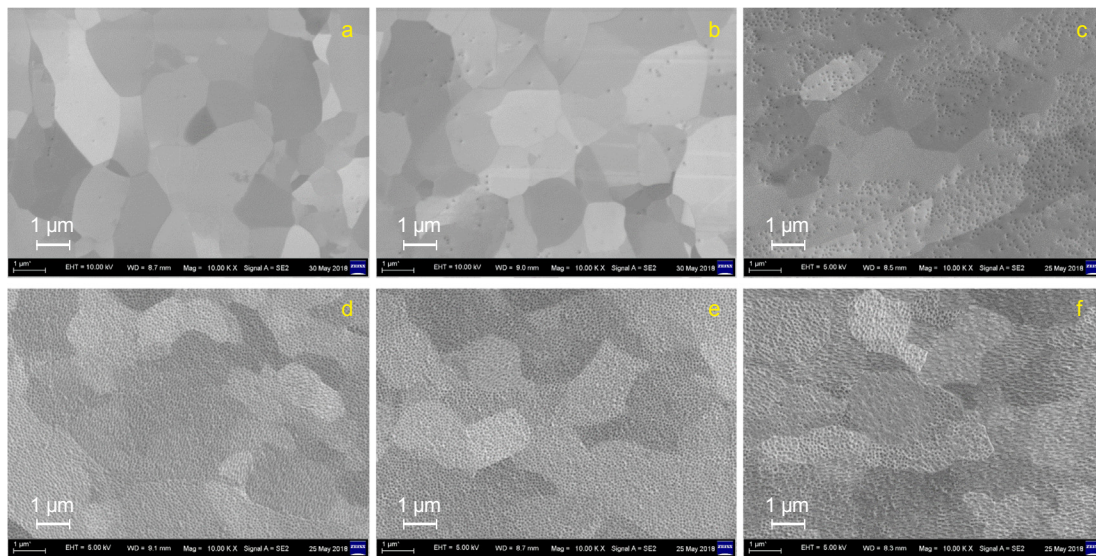 a
1 μm
1 μm* EHT = 10.00 kV WD = 8.7 mm Mag = 10.00 K X Signal A = SE2 30 May 2018 ZEISS
b
1 μm
1 μm* EHT = 10.00 kV WD = 9.0 mm Mag = 10.00 K X Signal A = SE2 30 May 2018 ZEISS
c
1 μm
1 μm* EHT = 5.00 kV WD = 8.5 mm Mag = 10.00 K X Signal A = SE2 25 May 2018 ZEISS
d
1 μm
1 μm* EHT = 5.00 kV WD = 9.1 mm Mag = 10.00 K X Signal A = SE2 25 May 2018 ZEISS
e
1 μm
1 μm* EHT = 5.00 kV WD = 8.7 mm Mag = 10.00 K X Signal A = SE2 25 May 2018 ZEISS
f
1 μm
1 μm* EHT = 5.00 kV WD = 8.3 mm Mag = 10.00 K X Signal A = SE2 25 May 2018 ZEISS